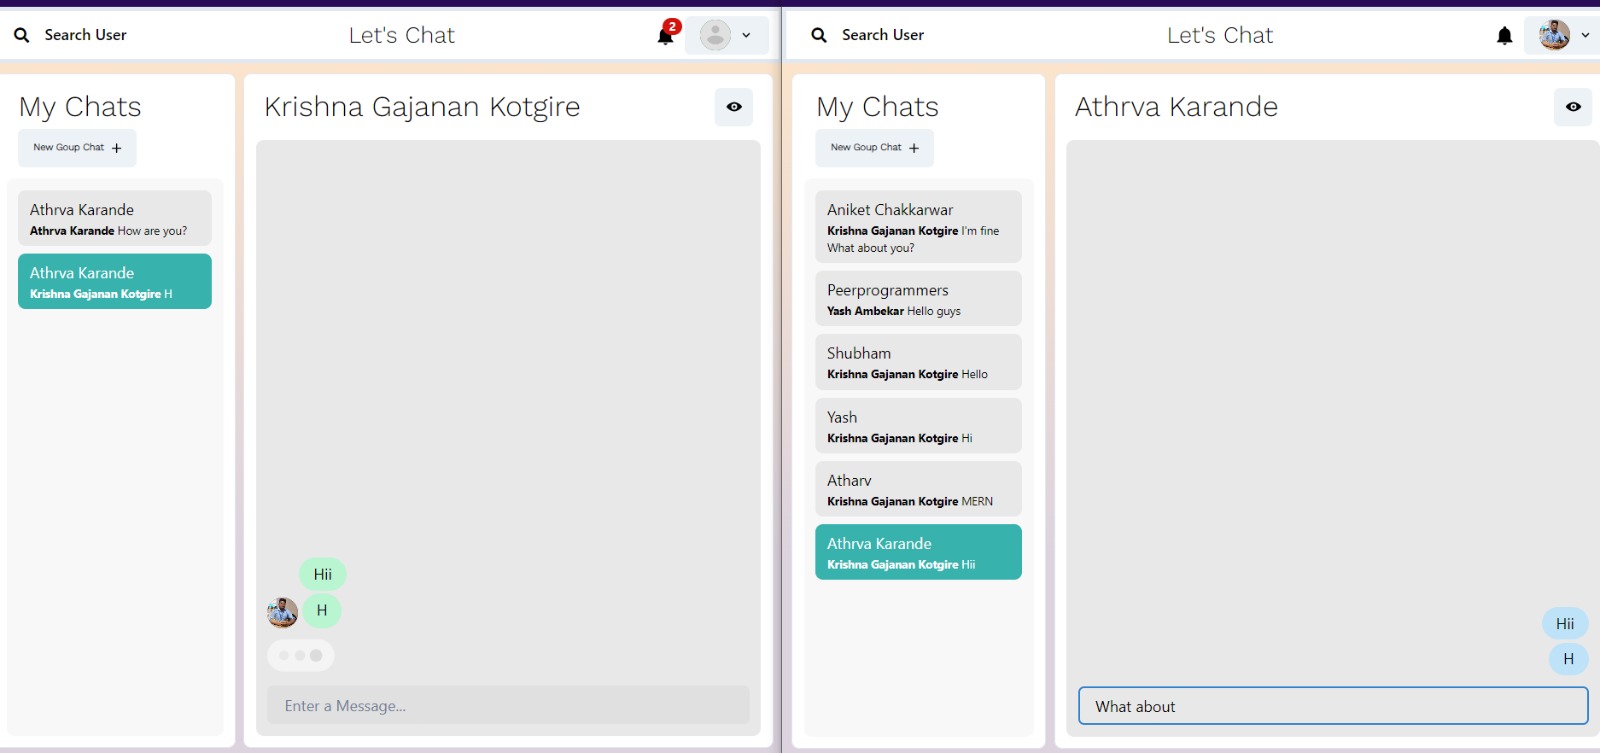 Search User
Let's Chat
2
My Chats
New Goup Chat +
Athrva Karande
Athrva Karande How are you?
Athrva Karande
Krishna Gajanan Kotgire H
Krishna Gajanan Kotgire
Hii
H
Enter a Message...
Search User
Let's Chat
My Chats
New Goup Chat +
Aniket Chakkarwar
Krishna Gajanan Kotgire I'm fine
What about you?
Peerprogrammers
Yash Ambekar Hello guys
Shubham
Krishna Gajanan Kotgire Hello
Yash
Krishna Gajanan Kotgire Hi
Atharv
Krishna Gajanan Kotgire MERN
Athrva Karande
Krishna Gajanan Kotgire Hii
Athrva Karande
Hii
H
What about